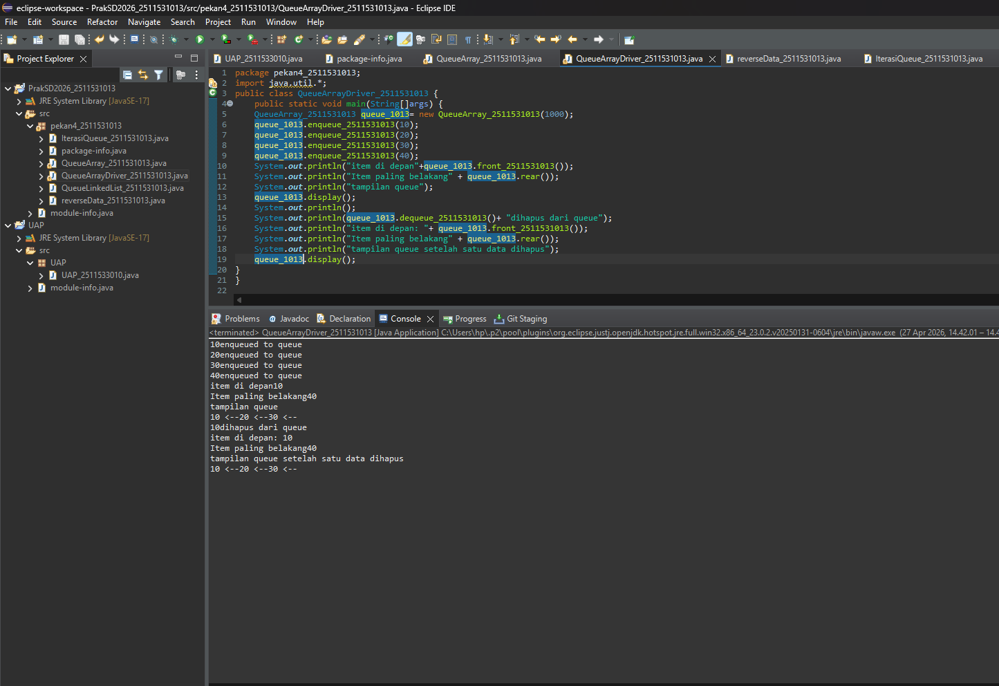 eclipse-workspace - PrakSD2026_2511531013/src/pekan4_2511531013/QueueArrayDriver_2511531013.java - Eclipse IDE
File Edit Source Refactor Navigate Search Project Run Window Help
Project Explorer
PrakSD2026_2511531013
JRE System Library [JavaSE-17]
src
pekan4_2511531013
IterasiQueue_2511531013.java
package-info.java
QueueArray_2511531013.java
QueueArrayDriver_2511531013.java
QueueLinkedList_2511531013.java
reverseData_2511531013.java
module-info.java
UAP
JRE System Library [JavaSE-17]
src
UAP
UAP_2511533010.java
module-info.java
UAP_2511533010.java package-info.java QueueArray_2511531013.java QueueArrayDriver_2511531013.java reverseData_2511531013.java IterasiQueue_2511531013.java
1 package pekan4_2511531013;
2 import java.util.*;
3 public class QueueArrayDriver_2511531013 {
4 public static void main(String[]args) {
5 QueueArray_2511531013 queue_1013= new QueueArray_2511531013(1000);
6 queue_1013.enqueue_2511531013(10);
7 queue_1013.enqueue_2511531013(20);
8 queue_1013.enqueue_2511531013(30);
9 queue_1013.enqueue_2511531013(40);
10 System.out.println("item di depan"+queue_1013.front_2511531013());
11 System.out.println("Item paling belakang" + queue_1013.rear());
12 System.out.println("tampilan queue");
13 queue_1013.display();
14 System.out.println();
15 System.out.println(queue_1013.dequeue_2511531013()+ "dihapus dari queue");
16 System.out.println("item di depan: "+ queue_1013.front_2511531013());
17 System.out.println("Item paling belakang" + queue_1013.rear());
18 System.out.println("tampilan queue setelah satu data dihapus");
19 queue_1013.display();
20 }
21 }
22
Problems Javadoc Declaration Console Progress Git Staging
<terminated> QueueArrayDriver_2511531013 [Java Application] C:\Users\hp\.p2\pool\plugins\org.eclipse.justj.openjdk.hotspot.jre.full.win32.x86_64_23.0.2.v20250131-0604\jre\bin\javaw.exe (27 Apr 2026, 14.42.01 – 14.4
10enqueued to queue
20enqueued to queue
30enqueued to queue
40enqueued to queue
item di depan10
Item paling belakang40
tampilan queue
10 <--20 <--30 <--
10dihapus dari queue
item di depan: 10
Item paling belakang40
tampilan queue setelah satu data dihapus
10 <--20 <--30 <--